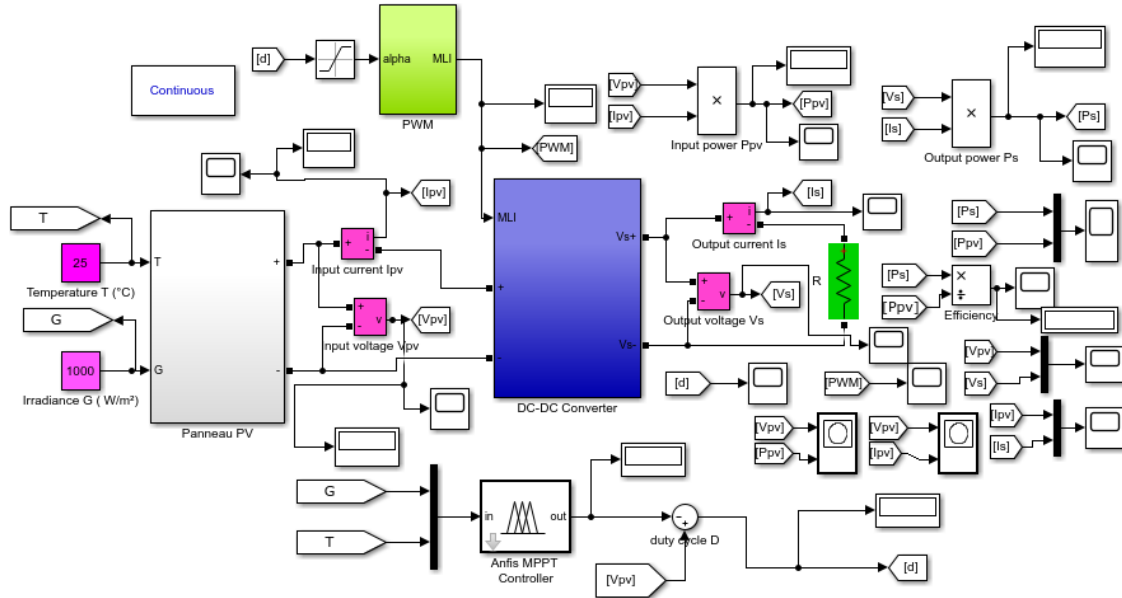 [d]
alpha
MLI
PWM
Continuous
[PWM]
[Vpv]
[Ipv]
×
Input power Ppv
[Ppv]
[Vs]
[Is]
×
Output power Ps
[Ps]
[Ipv]
T
25
Temperature T (°C)
G
1000
Irradiance G ( W/m²)
T
G
+
-
Panneau PV
+
i
-
Input current Ipv
+
-
v
Input voltage Vpv
[Vpv]
MLI
+
-
Vs+
Vs-
DC-DC Converter
+
i
-
Output current Is
[Is]
+
-
v
Output voltage Vs
[Vs]
R
+
[Ps]
[Ppv]
[Ps]
[Ppv]
×
÷
Efficiency
[Vpv]
[Vs]
[Ipv]
[Is]
[d]
[PWM]
[Vpv]
[Ppv]
[Vpv]
[Ipv]
G
T
in
out
Anfis MPPT
Controller
-
+
duty cycle D
[Vpv]
[d]